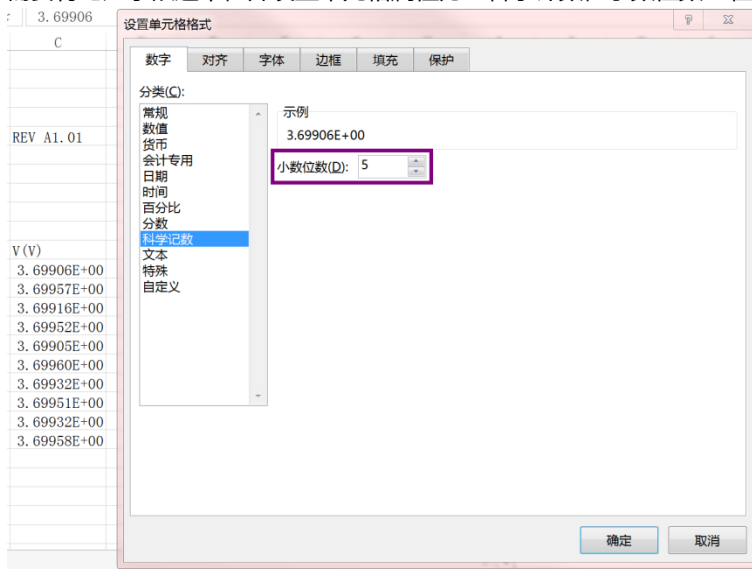 3.69906
设置单元格格式
C
数字 对齐 字体 边框 填充 保护
分类(C):
常规
数值
货币
会计专用
日期
时间
百分比
分数
科学记数
文本
特殊
自定义
示例
3.69906E+00
小数位数(D): 5
REV A1.01
V(V)
3.69906E+00
3.69957E+00
3.69916E+00
3.69952E+00
3.69905E+00
3.69960E+00
3.69932E+00
3.69951E+00
3.69932E+00
3.69958E+00
确定 取消